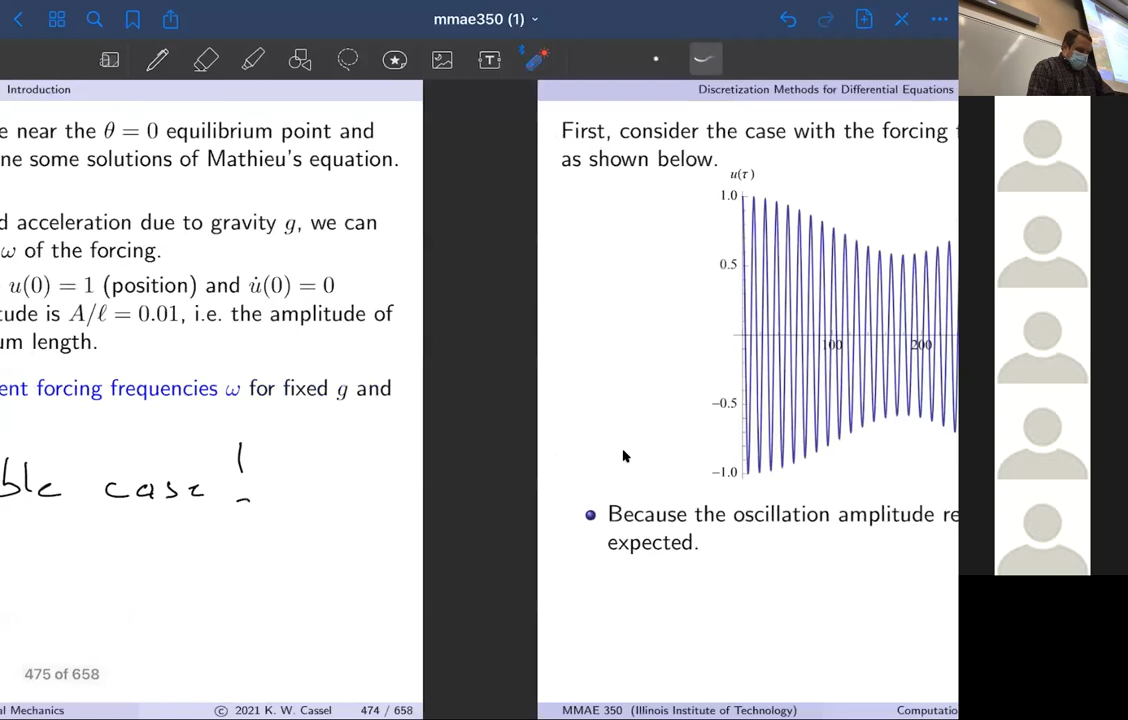 mmae350 (1)
T
Introduction
e near the θ = 0 equilibrium point and
ne some solutions of Mathieu's equation.
d acceleration due to gravity g, we can
ω of the forcing.
u(0) = 1 (position) and u̇(0) = 0
tude is A/ℓ = 0.01, i.e. the amplitude of
um length.
ent forcing frequencies ω for fixed g and
ble case !
475 of 658
al Mechanics
© 2021 K. W. Cassel 474 / 658
Discretization Methods for Differential Equations
First, consider the case with the forcing
as shown below.
u(τ)
1.0
0.5
100 200
−0.5
−1.0
Because the oscillation amplitude re
expected.
MMAE 350 (Illinois Institute of Technology) Computatio